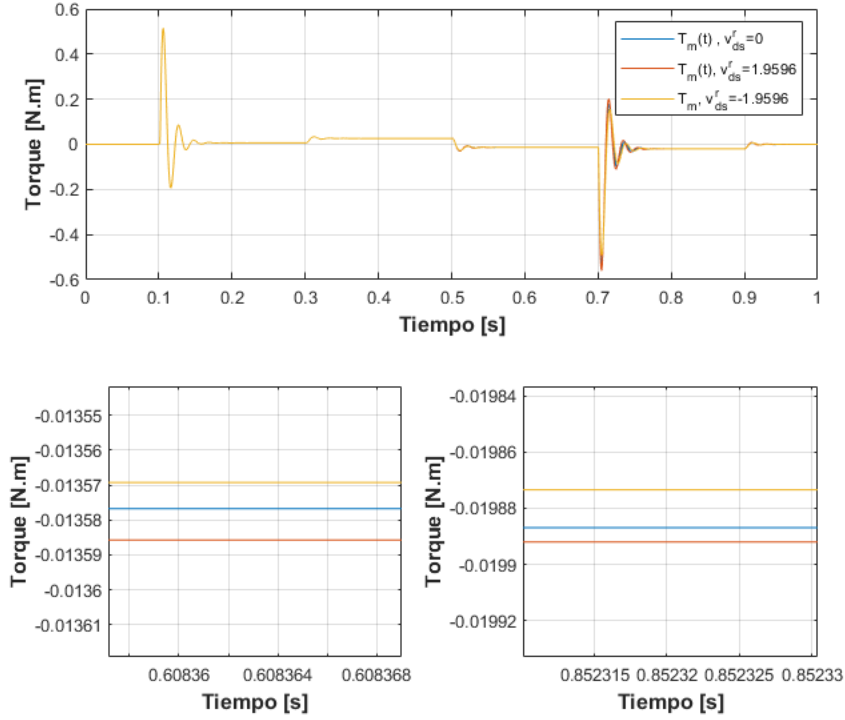 Torque [N.m]
0.6
0.4
0.2
0
-0.2
-0.4
-0.6
T_m(t) , v^r_ds=0
T_m(t), v^r_ds=1.9596
T_m, v^r_ds=-1.9596
0 0.1 0.2 0.3 0.4 0.5 0.6 0.7 0.8 0.9 1
Tiempo [s]
Torque [N.m]
-0.01355
-0.01356
-0.01357
-0.01358
-0.01359
-0.0136
-0.01361
0.60836 0.608364 0.608368
Tiempo [s]
Torque [N.m]
-0.01984
-0.01986
-0.01988
-0.0199
-0.01992
0.852315 0.85232 0.852325 0.85233
Tiempo [s]